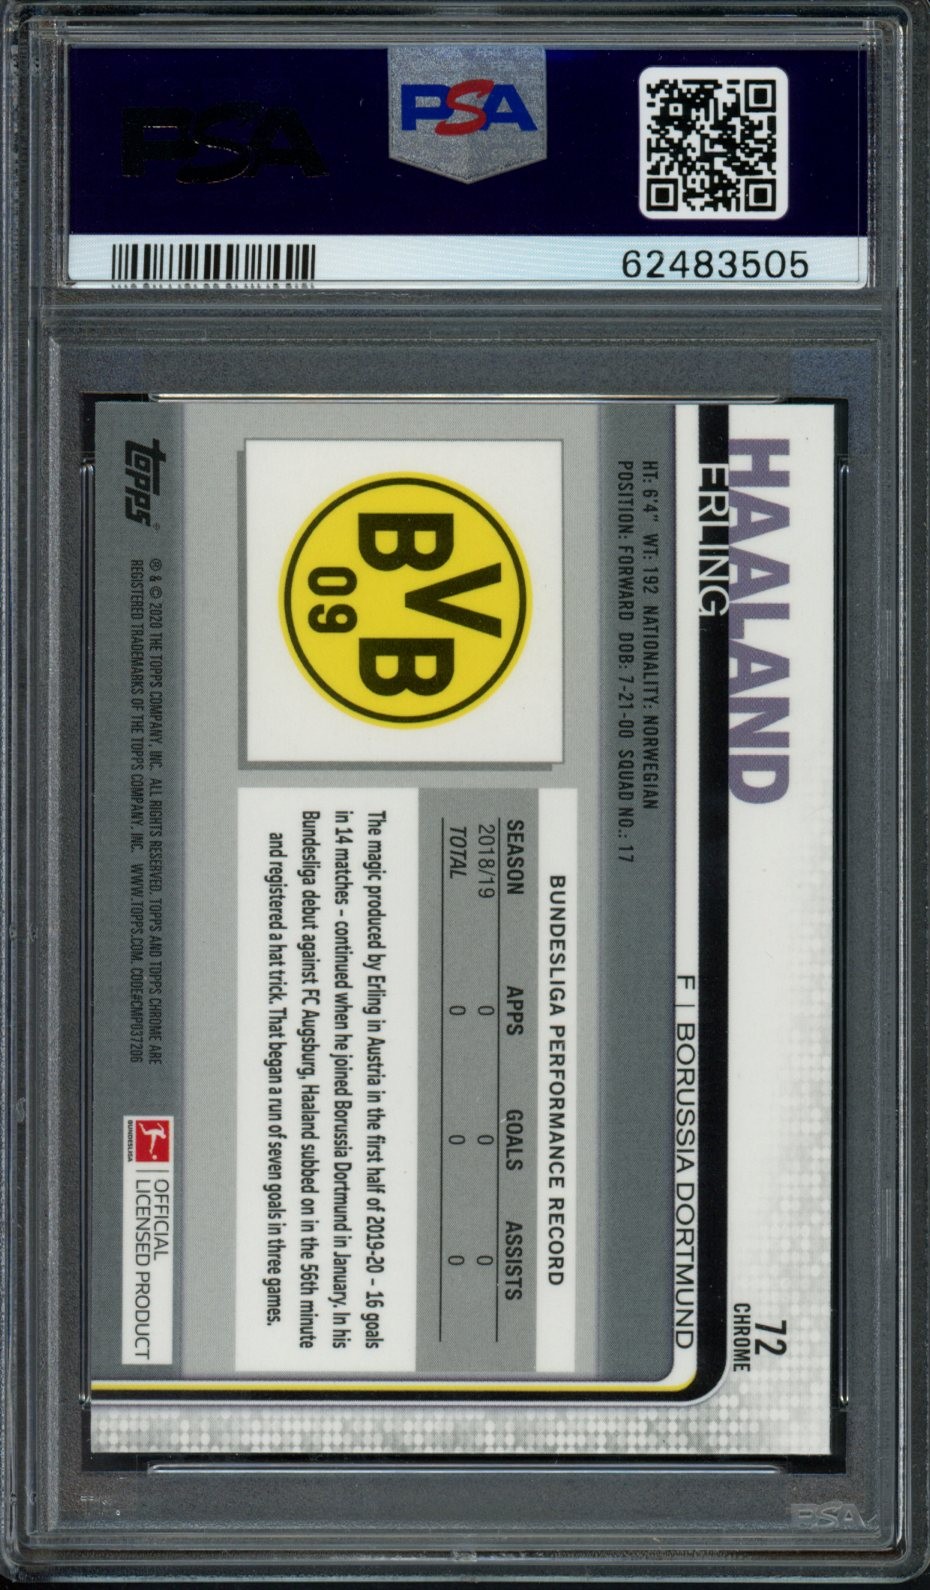 PSA
PSA
62483505
HAALAND
ERLING
72
CHROME
F | BORUSSIA DORTMUND
HT: 6'4" WT: 192 NATIONALITY: NORWEGIAN
POSITION: FORWARD DOB: 7-21-00 SQUAD NO.: 17
BVB
09
BUNDESLIGA PERFORMANCE RECORD
SEASON APPS GOALS ASSISTS
2018/19 0 0 0
TOTAL 0 0 0
The magic produced by Erling in Austria in the first half of 2019-20 – 16 goals
in 14 matches – continued when he joined Borussia Dortmund in January. In his
Bundesliga debut against FC Augsburg, Haaland subbed on in the 56th minute
and registered a hat trick. That began a run of seven goals in three games.
topps®
® & © 2020 THE TOPPS COMPANY, INC. ALL RIGHTS RESERVED. TOPPS AND TOPPS CHROME ARE
REGISTERED TRADEMARKS OF THE TOPPS COMPANY, INC. WWW.TOPPS.COM. CODE#CMP037206
BUNDESLIGA
OFFICIAL
LICENSED PRODUCT
PSA